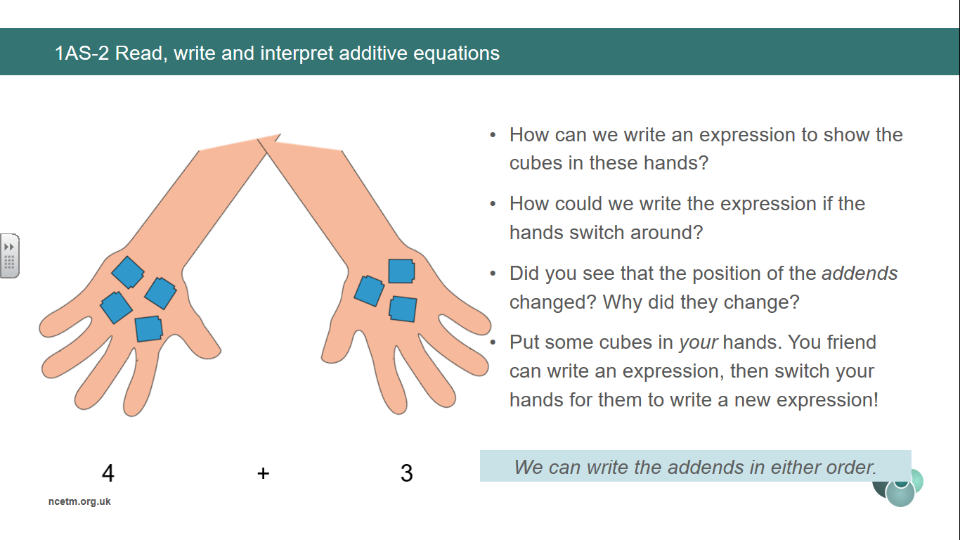 1AS-2 Read, write and interpret additive equations
• How can we write an expression to show the
cubes in these hands?
• How could we write the expression if the
hands switch around?
• Did you see that the position of the addends
changed? Why did they change?
• Put some cubes in your hands. You friend
can write an expression, then switch your
hands for them to write a new expression!
4 + 3
We can write the addends in either order.
ncetm.org.uk